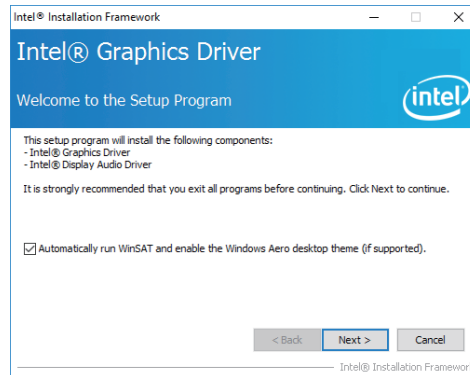 Intel® Installation Framework
Intel® Graphics Driver
Welcome to the Setup Program
intel
This setup program will install the following components:
- Intel® Graphics Driver
- Intel® Display Audio Driver
It is strongly recommended that you exit all programs before continuing. Click Next to continue.
Automatically run WinSAT and enable the Windows Aero desktop theme (if supported).
< Back Next > Cancel
Intel® Installation Framewor